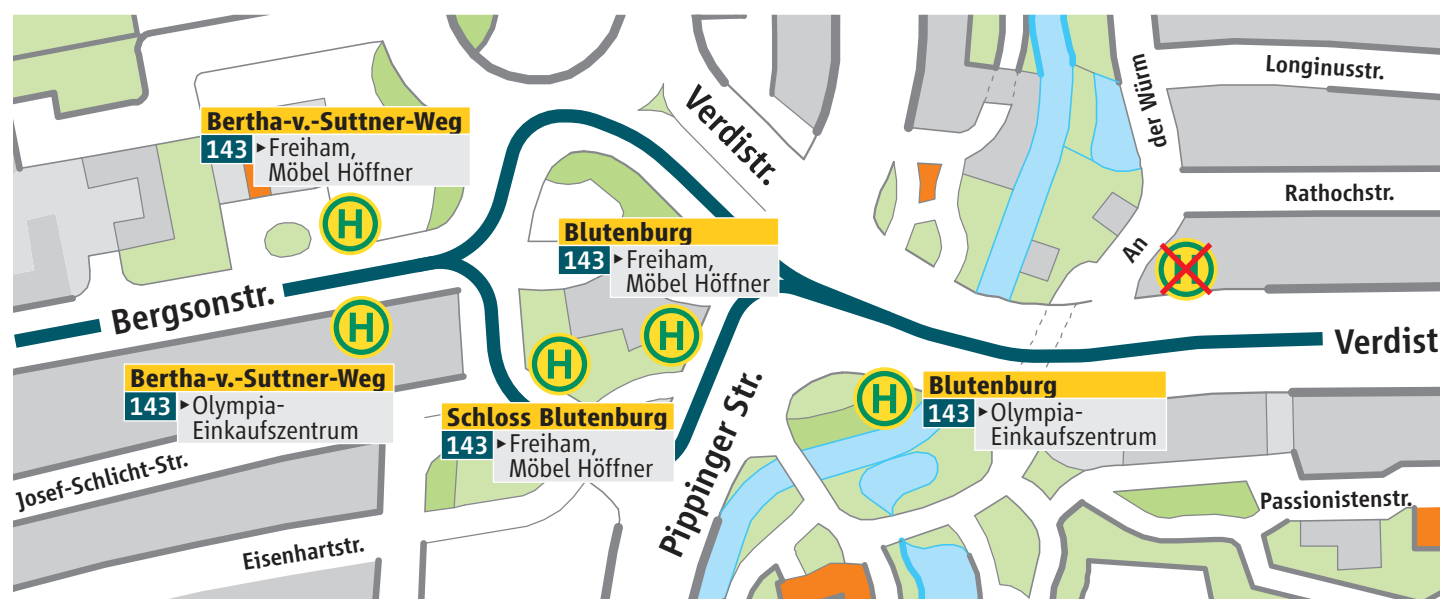 Longinusstr.
An der Würm
Verdistr.
Bertha-v.-Suttner-Weg
143 ▸ Freiham,
Möbel Höffner
H
Rathochstr.
Blutenburg
143 ▸ Freiham,
Möbel Höffner
H
Bergsonstr.
H
H
H
Verdist
Bertha-v.-Suttner-Weg
143 ▸ Olympia-
Einkaufszentrum
Schloss Blutenburg
143 ▸ Freiham,
Möbel Höffner
Pippinger Str.
H
Blutenburg
143 ▸ Olympia-
Einkaufszentrum
Josef-Schlicht-Str.
Passionistenstr.
Eisenhartstr.